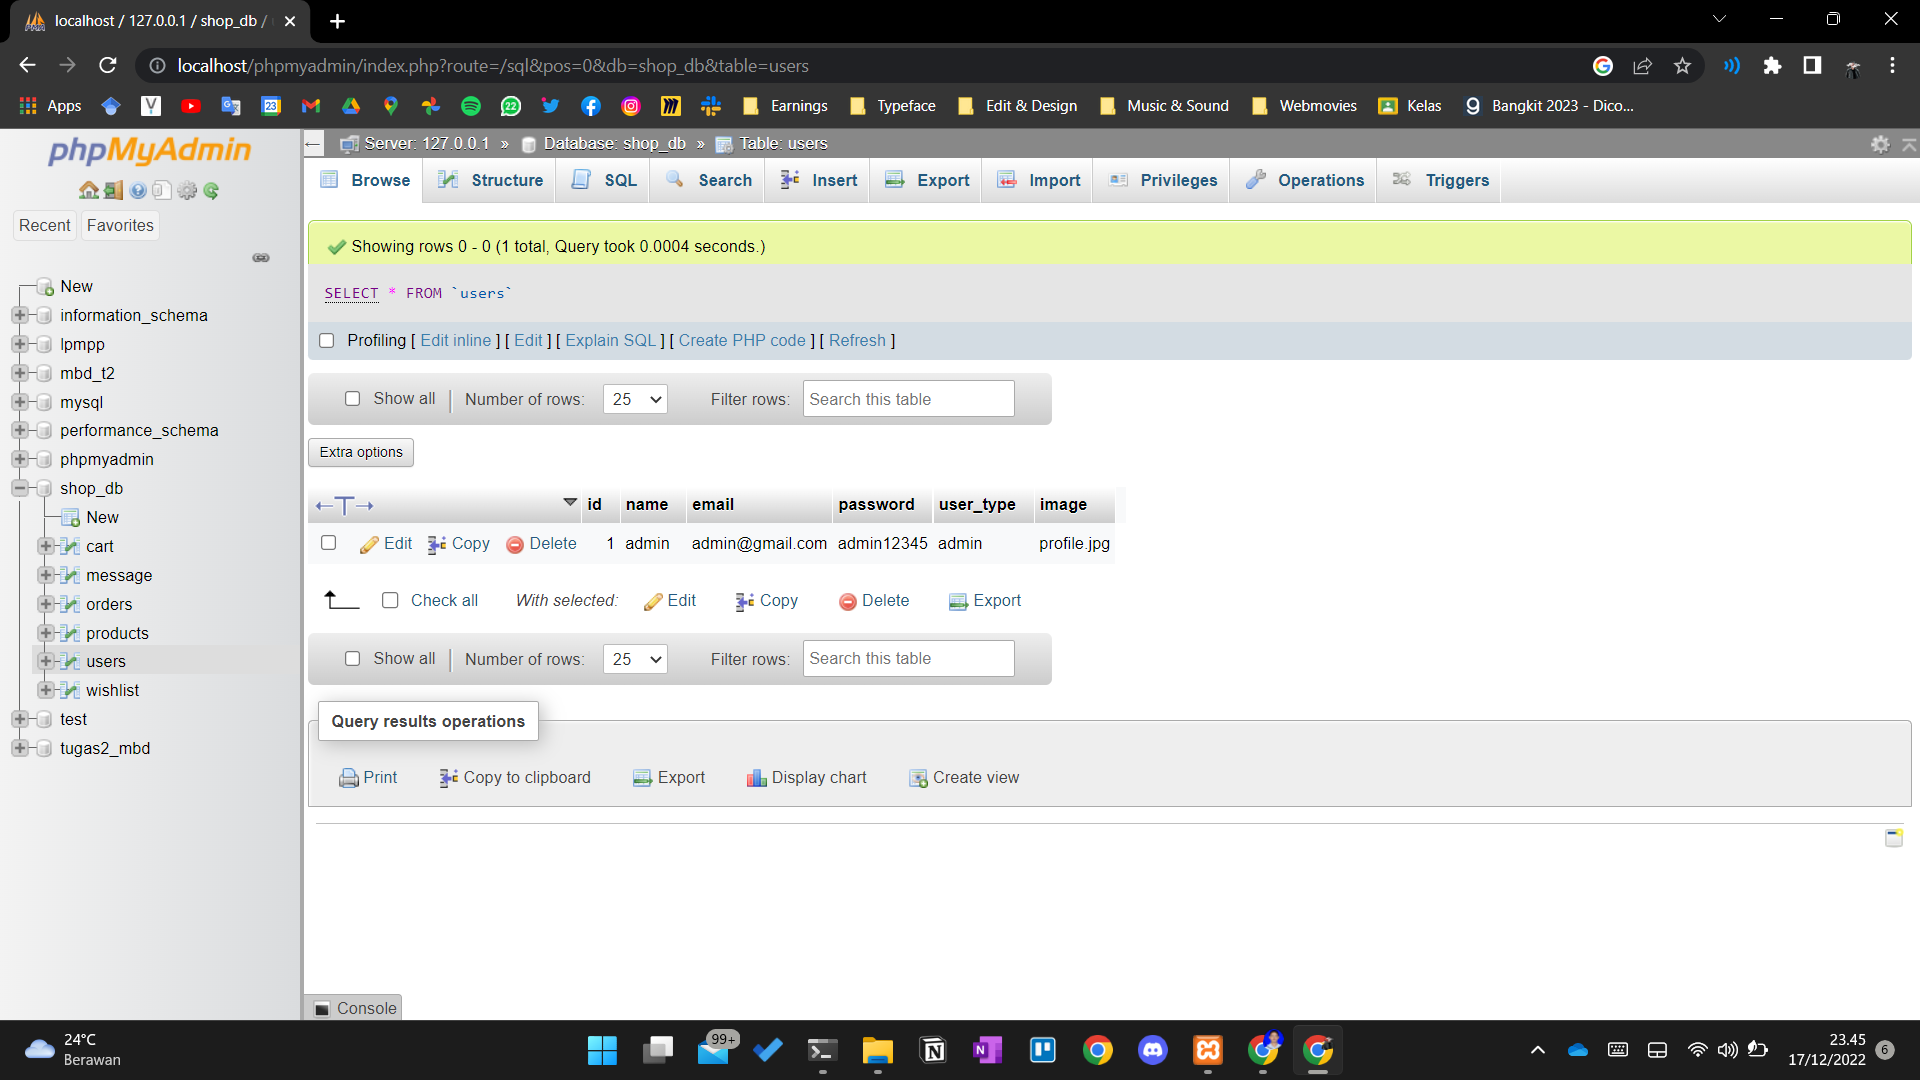 localhost / 127.0.0.1 / shop_db /
localhost/phpmyadmin/index.php?route=/sql&pos=0&db=shop_db&table=users
Apps
Earnings
Typeface
Edit & Design
Music & Sound
Webmovies
Kelas
Bangkit 2023 - Dico...
phpMyAdmin
Recent
Favorites
New
information_schema
lpmpp
mbd_t2
mysql
performance_schema
phpmyadmin
shop_db
New
cart
message
orders
products
users
wishlist
test
tugas2_mbd
Server: 127.0.0.1 » Database: shop_db » Table: users
Browse Structure SQL Search Insert Export Import Privileges Operations Triggers
Showing rows 0 - 0 (1 total, Query took 0.0004 seconds.)
SELECT * FROM `users`
Profiling [ Edit inline ] [ Edit ] [ Explain SQL ] [ Create PHP code ] [ Refresh ]
Show all Number of rows: 25 Filter rows: Search this table
Extra options
id name email password user_type image
Edit Copy Delete 1 admin admin@gmail.com admin12345 admin profile.jpg
Check all With selected: Edit Copy Delete Export
Show all Number of rows: 25 Filter rows: Search this table
Query results operations
Print Copy to clipboard Export Display chart Create view
Console
24°C
Berawan
99+
23.45
17/12/2022
6